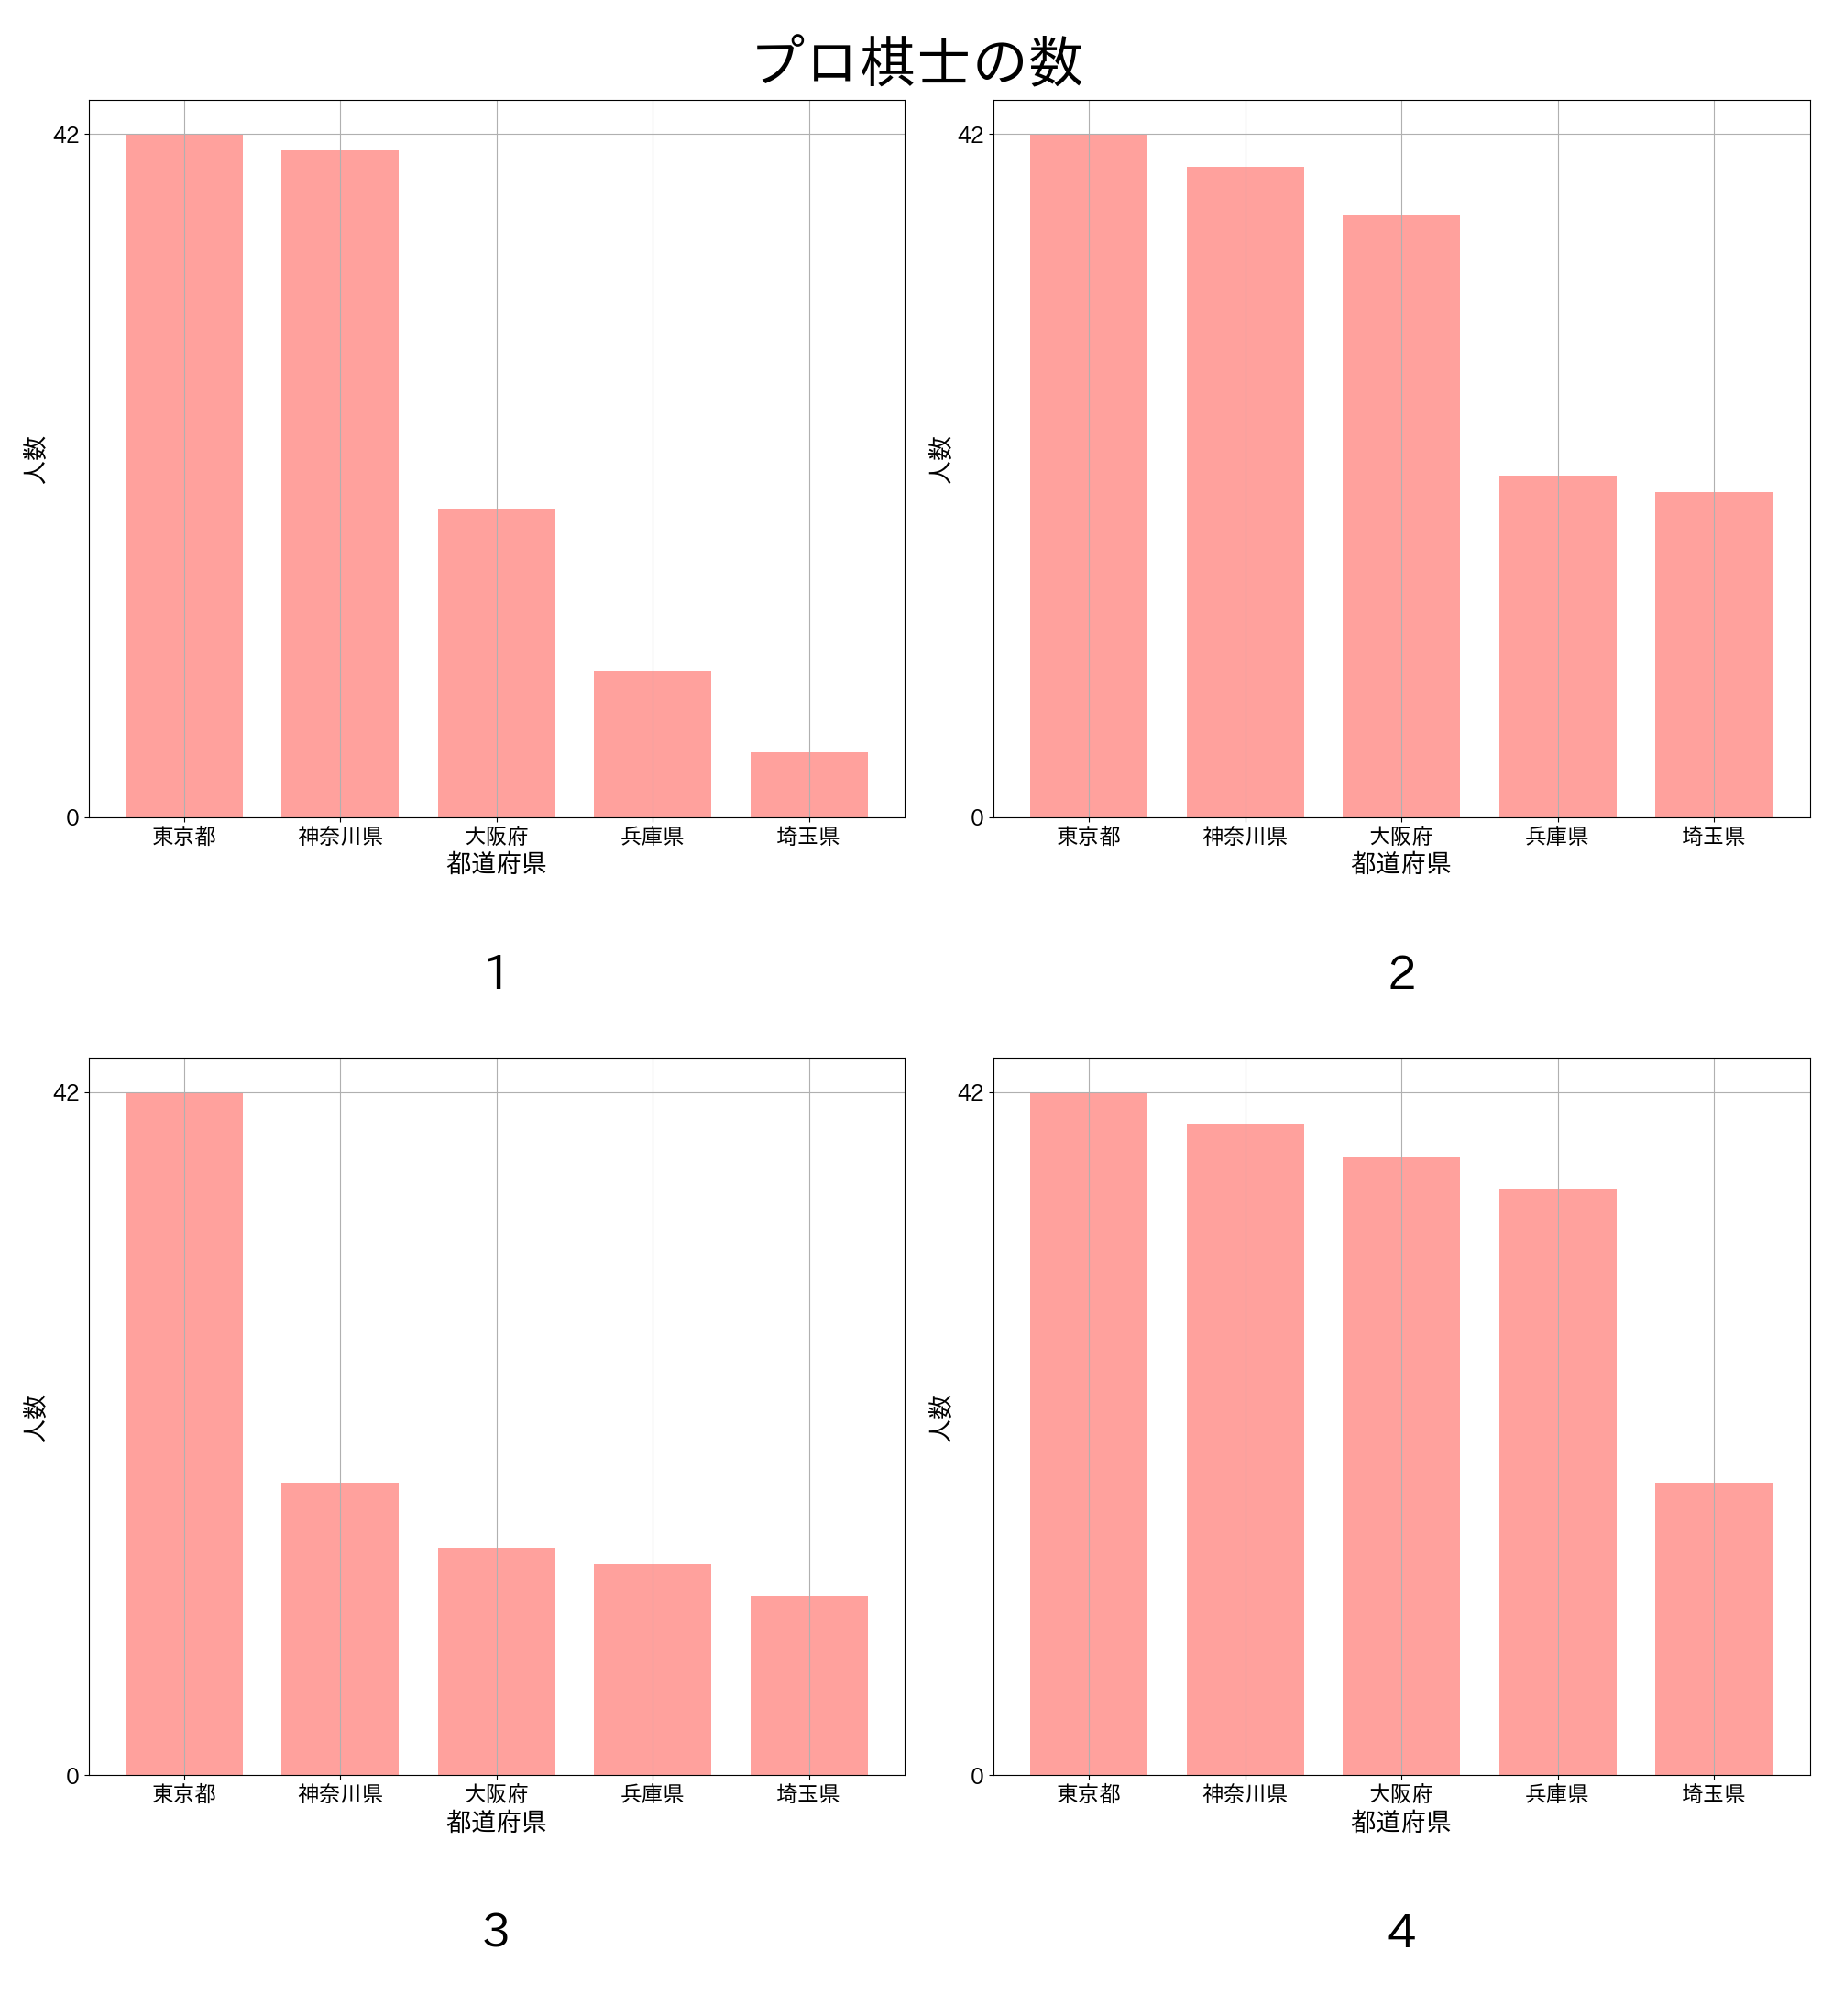 プロ棋士の数
42
人数
0
東京都 神奈川県 大阪府 兵庫県 埼玉県
都道府県
1
42
人数
0
東京都 神奈川県 大阪府 兵庫県 埼玉県
都道府県
2
42
人数
0
東京都 神奈川県 大阪府 兵庫県 埼玉県
都道府県
3
42
人数
0
東京都 神奈川県 大阪府 兵庫県 埼玉県
都道府県
4